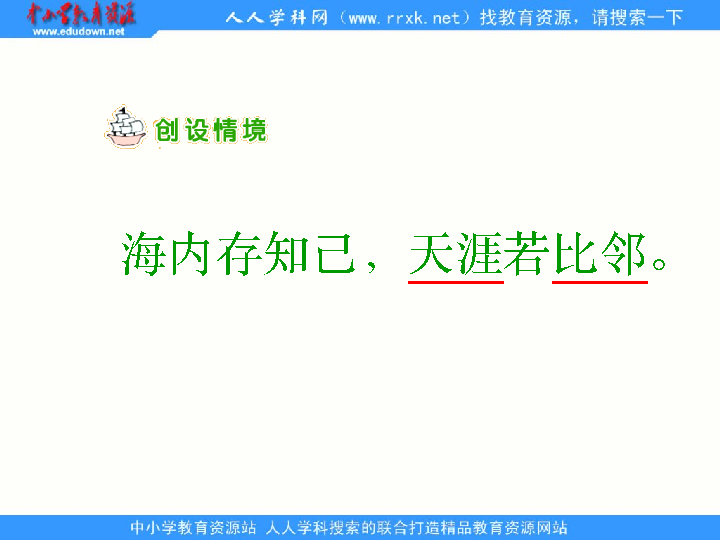 中小学教育资源
www.edudown.net
人人学科网（www.rrxk.net）找教育资源，请搜索一下
创设情境
海内存知己，天涯若比邻。
中小学教育资源站 人人学科搜索的联合打造精品教育资源网站